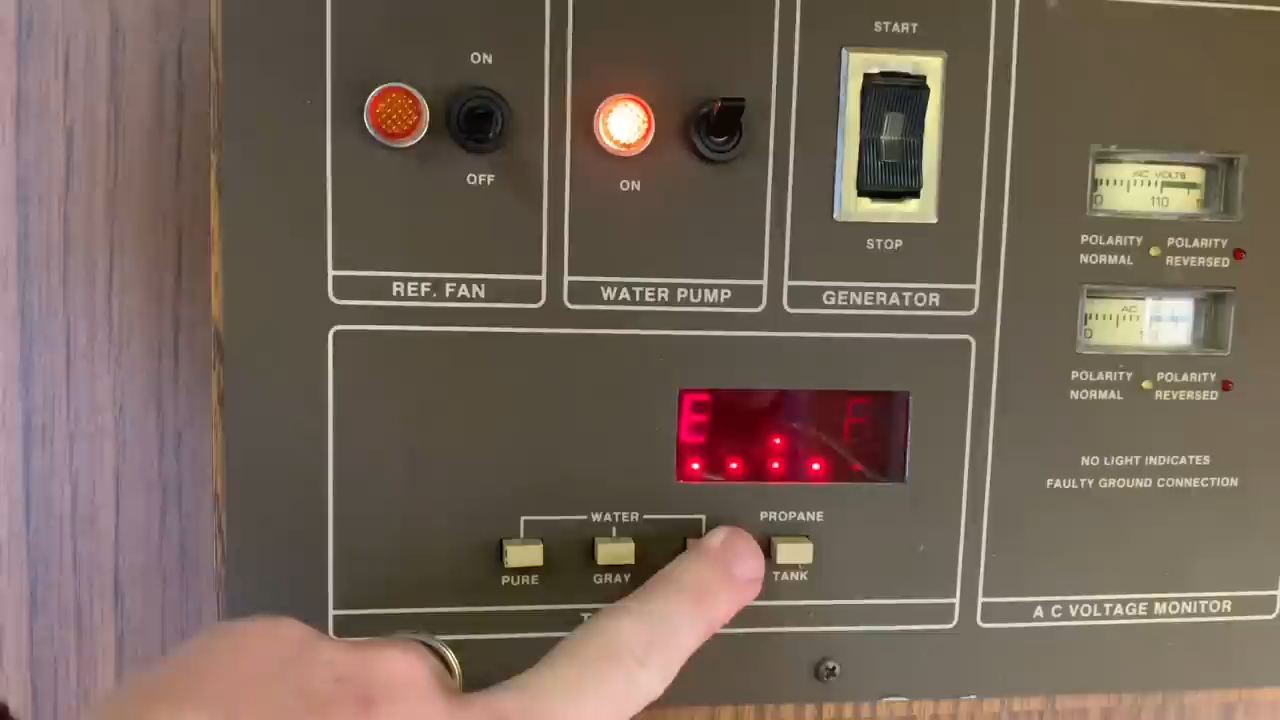 ON
OFF
REF. FAN
ON
WATER PUMP
START
STOP
GENERATOR
AC VOLTS
0 110
POLARITY NORMAL
POLARITY REVERSED
AC
0
POLARITY NORMAL
POLARITY REVERSED
NO LIGHT INDICATES
FAULTY GROUND CONNECTION
A C VOLTAGE MONITOR
E F
WATER
PROPANE
PURE
GRAY
TANK